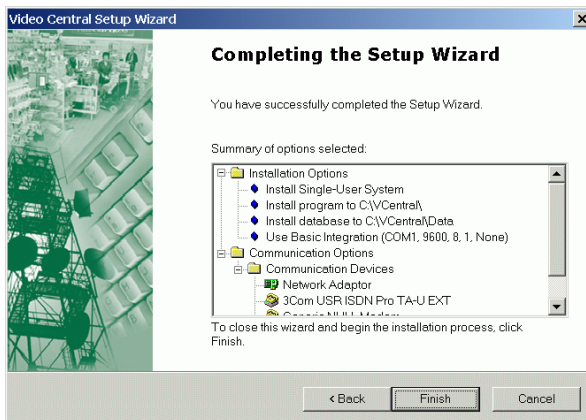 Video Central Setup Wizard
Completing the Setup Wizard
You have successfully completed the Setup Wizard.
Summary of options selected:
Installation Options
Install Single-User System
Install program to C:\VCentral\
Install database to C:\VCentral\Data
Use Basic Integration (COM1, 9600, 8, 1, None)
Communication Options
Communication Devices
Network Adaptor
3Com USR ISDN Pro TA-U EXT
Generic NULL Modem
To close this wizard and begin the installation process, click
Finish.
< Back
Finish
Cancel